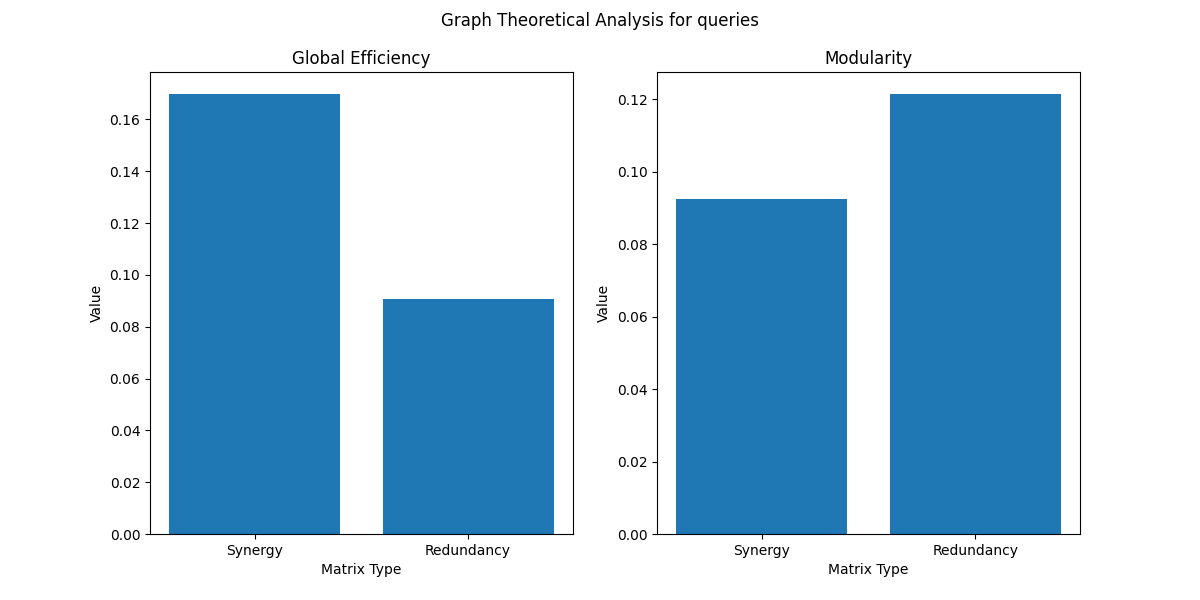 Graph Theoretical Analysis for queries
Global Efficiency
Value
0.16
0.14
0.12
0.10
0.08
0.06
0.04
0.02
0.00
Synergy
Redundancy
Matrix Type
Modularity
Value
0.12
0.10
0.08
0.06
0.04
0.02
0.00
Synergy
Redundancy
Matrix Type